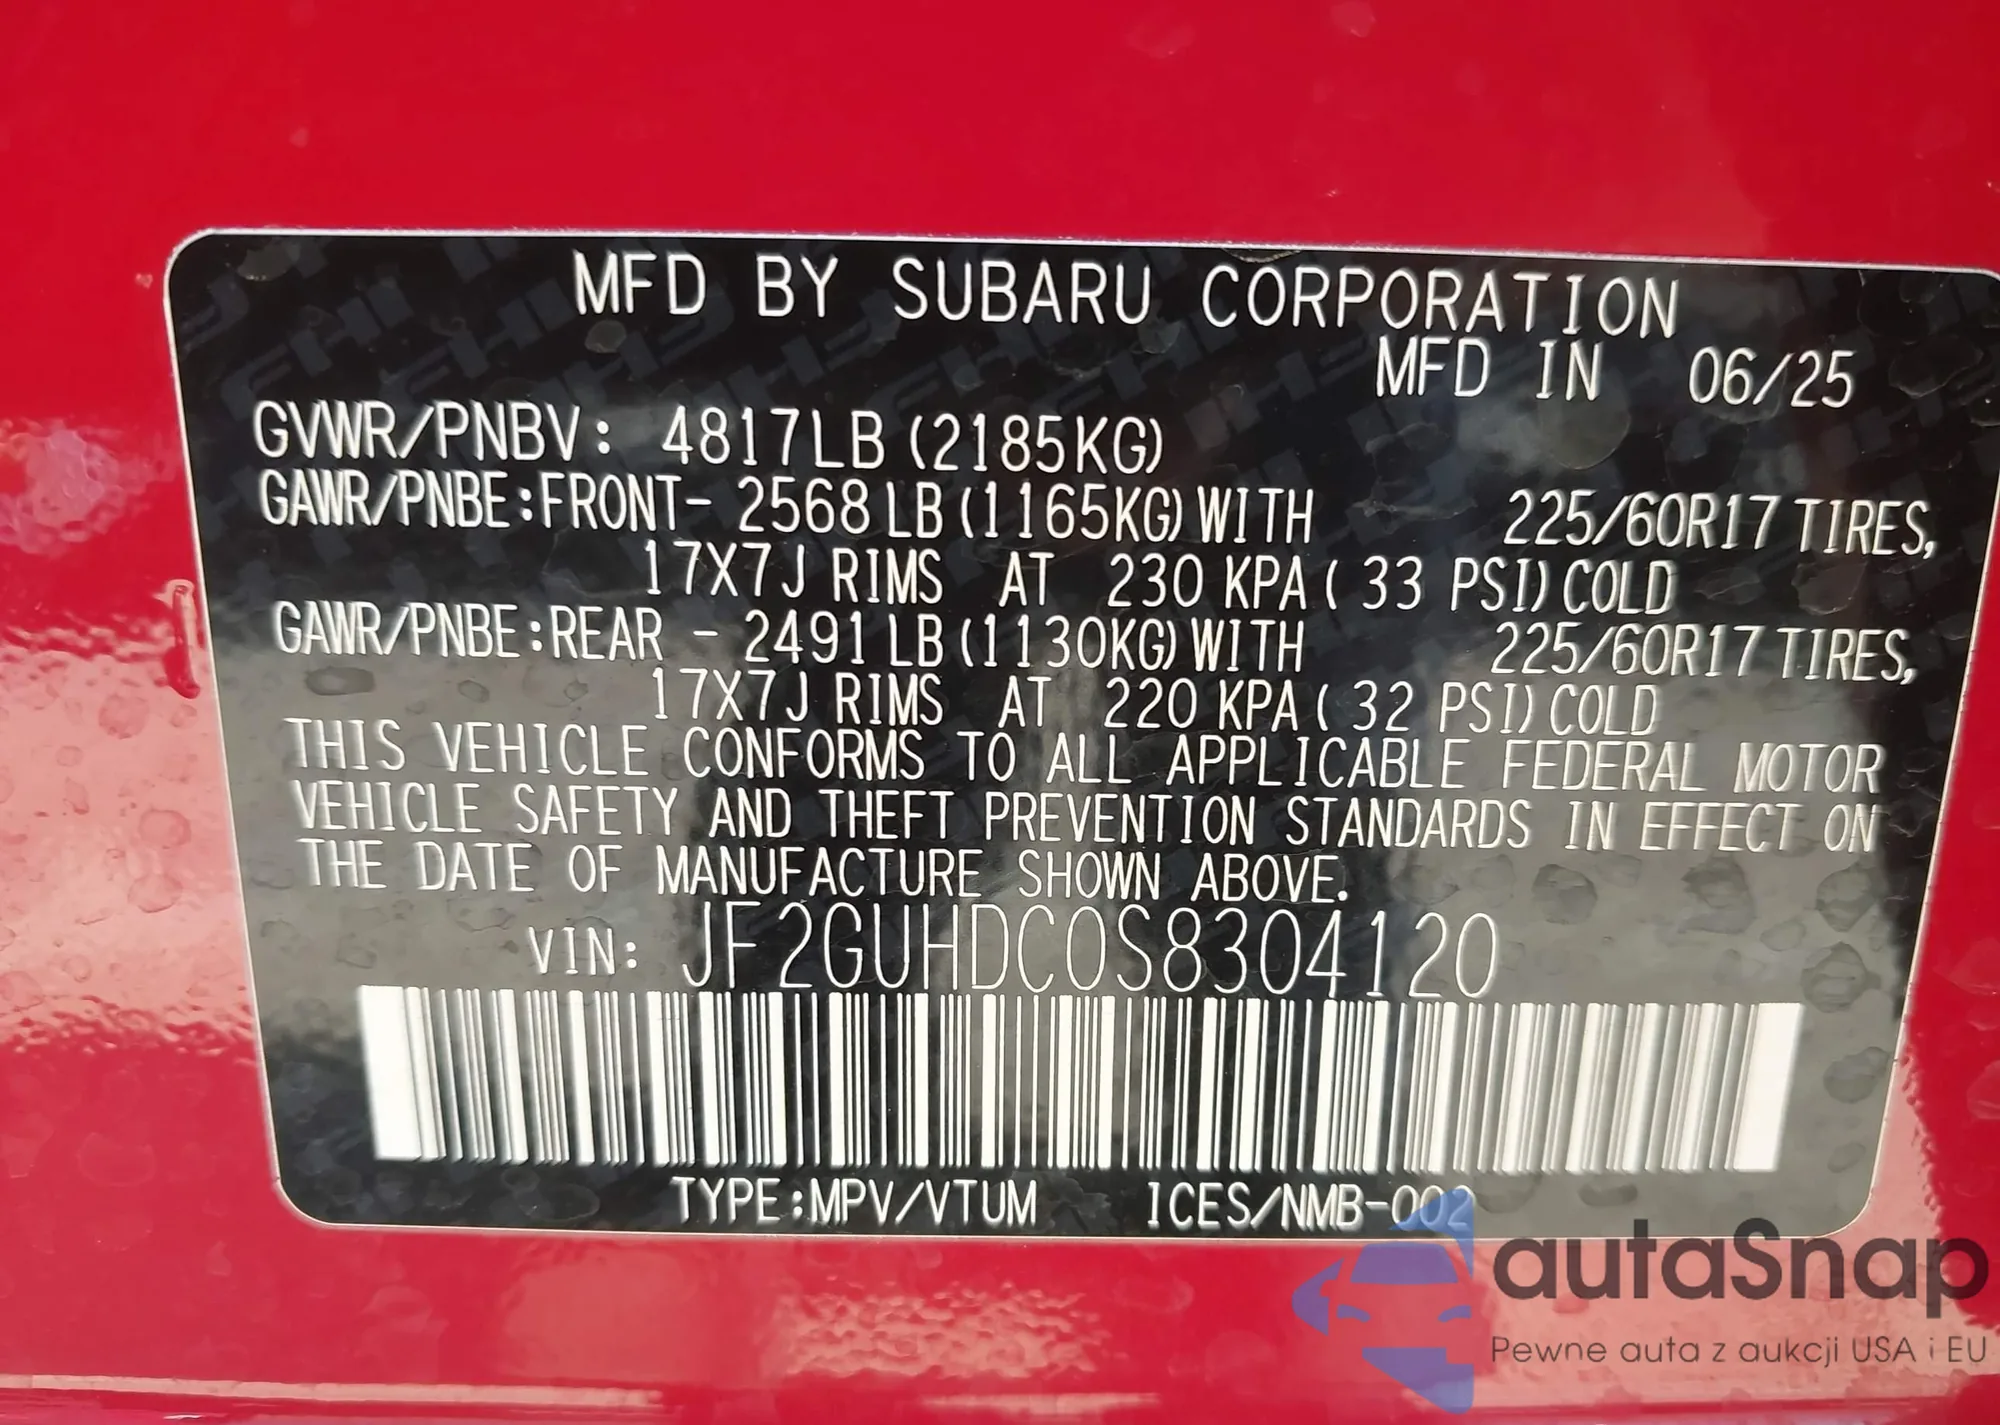 MFD BY SUBARU CORPORATION
MFD IN 06/25
GVWR/PNBV: 4817LB (2185KG)
GAWR/PNBE:FRONT- 2568LB(1165KG)WITH 225/60R17 TIRES,
17X7J RIMS AT 230 KPA( 33 PSI)COLD
GAWR/PNBE:REAR - 2491LB(1130KG)WITH 225/60R17 TIRES,
17X7J RIMS AT 220 KPA( 32 PSI)COLD
THIS VEHICLE CONFORMS TO ALL APPLICABLE FEDERAL MOTOR
VEHICLE SAFETY AND THEFT PREVENTION STANDARDS IN EFFECT ON
THE DATE OF MANUFACTURE SHOWN ABOVE.
VIN: JF2GUHDC0S8304120
TYPE:MPV/VTUM ICES/NMB-002
autaSnap
Pewne auta z aukcji USA i EU